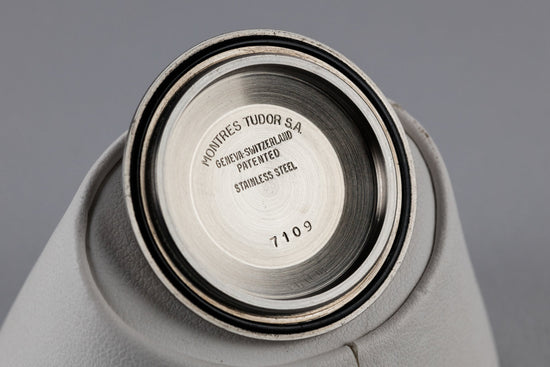 MONTRES TUDOR S.A.
GENEVA-SWITZERLAND
PATENTED
STAINLESS STEEL
7109